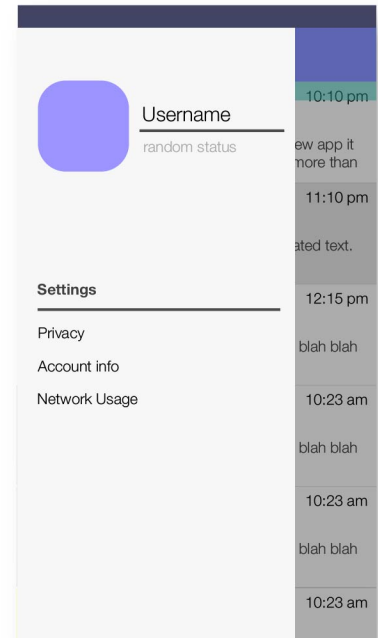 Username
random status
Settings
Privacy
Account info
Network Usage
10:10 pm
ew app it
more than
11:10 pm
ated text.
12:15 pm
blah blah
10:23 am
blah blah
10:23 am
blah blah
10:23 am